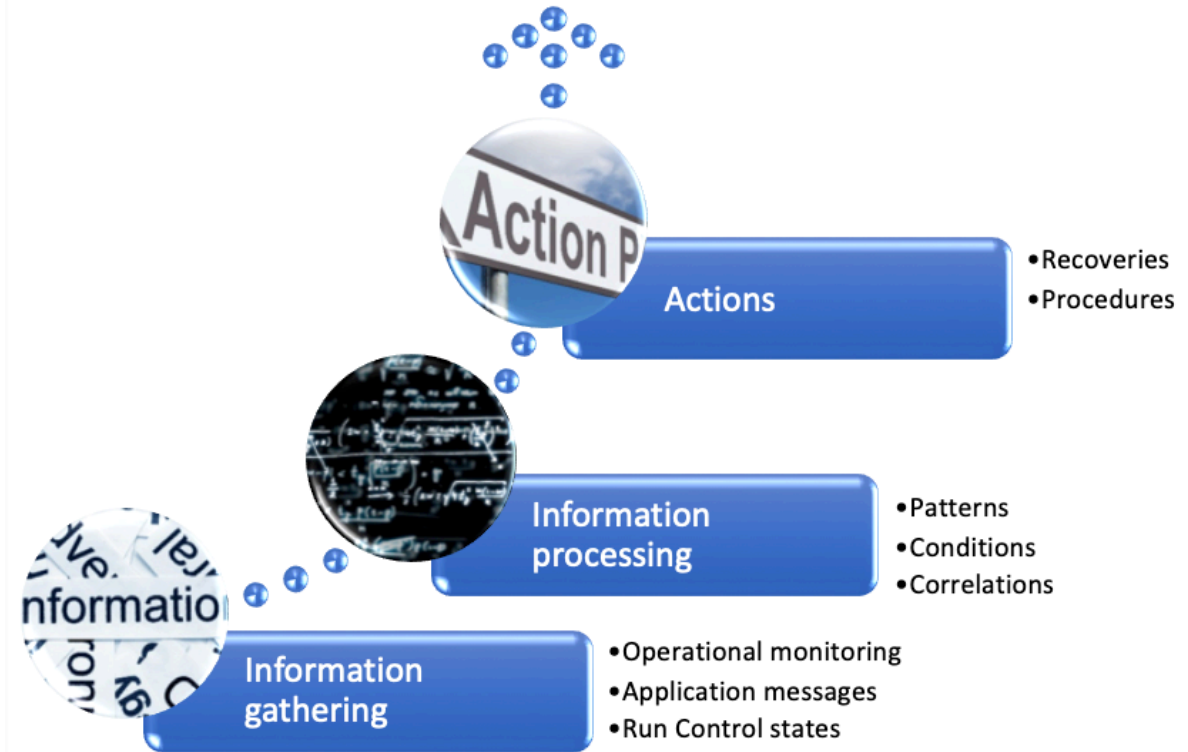 Action P
Actions
•Recoveries
•Procedures
Information
processing
•Patterns
•Conditions
•Correlations
nformatio
Information
gathering
•Operational monitoring
•Application messages
•Run Control states